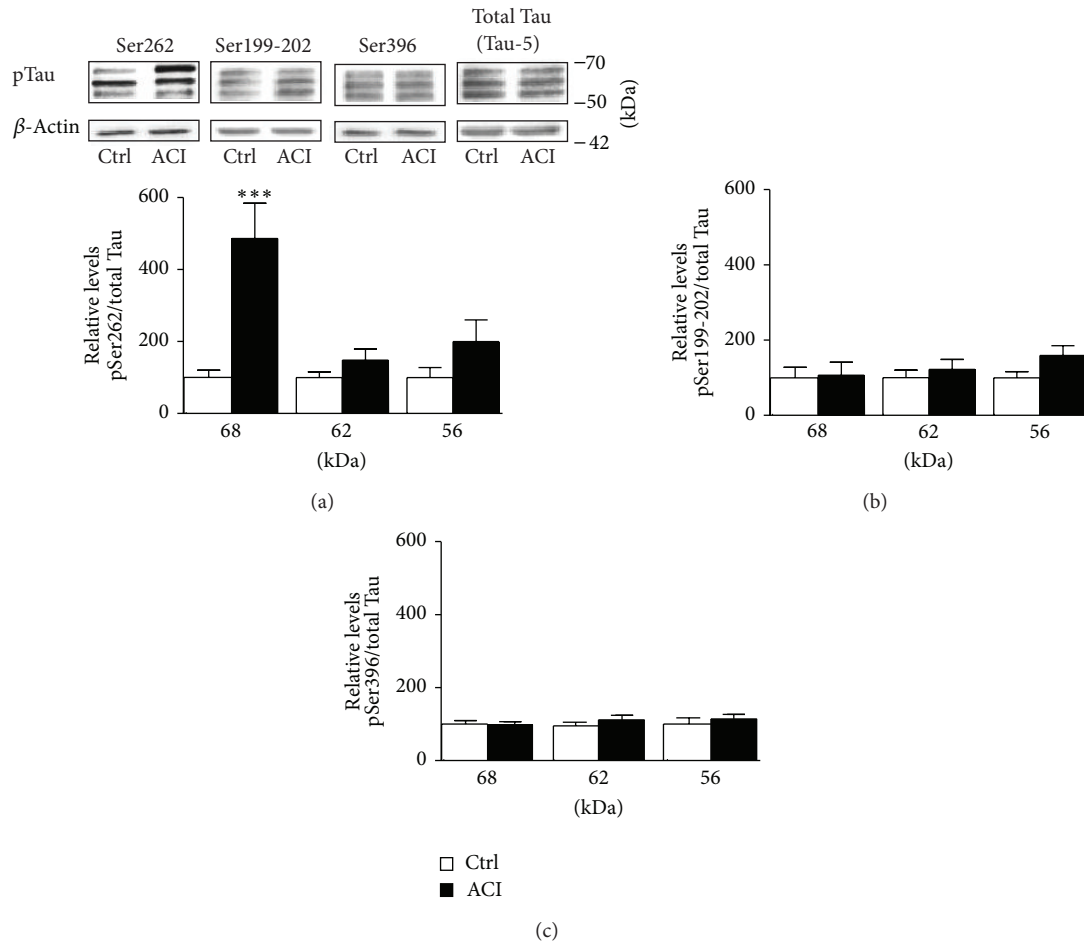 Total Tau
Ser262 Ser199-202 Ser396 (Tau-5)
pTau
70
50
(kDa)
β-Actin
42
Ctrl ACI Ctrl ACI Ctrl ACI Ctrl ACI
Relative levels
pSer262/total Tau
600
400
200
0
***
68 62 56
(kDa)
(a)
Relative levels
pSer199-202/total Tau
600
400
200
0
68 62 56
(kDa)
(b)
Relative levels
pSer396/total Tau
600
400
200
0
68 62 56
(kDa)
Ctrl
ACI
(c)